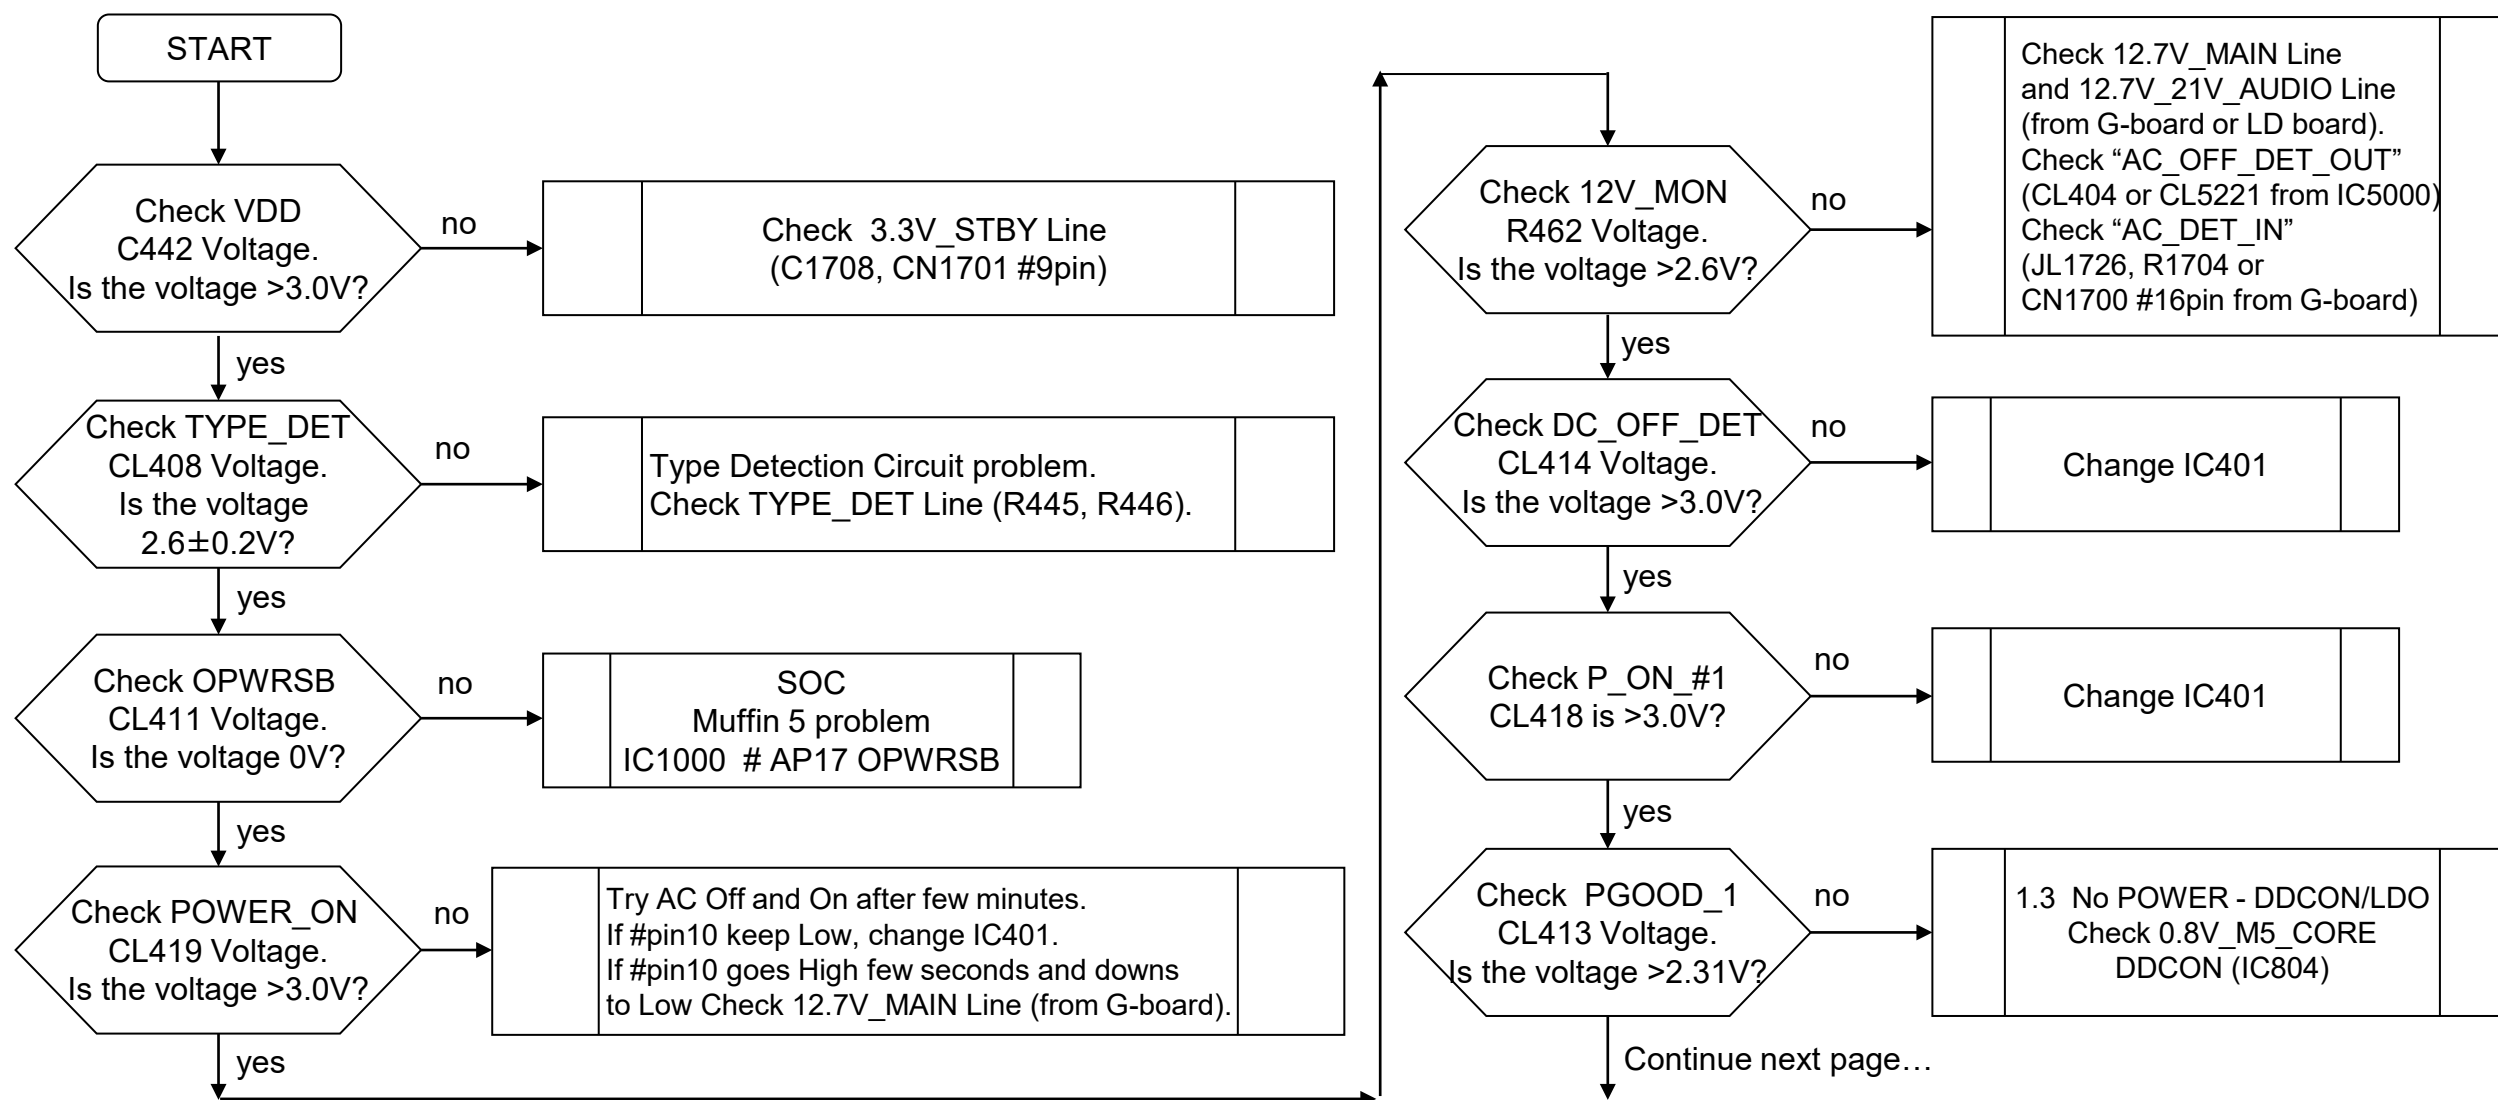 START
Check VDD
C442 Voltage.
Is the voltage >3.0V?
no
Check  3.3V_STBY Line
(C1708, CN1701 #9pin)
yes
Check TYPE_DET
CL408 Voltage.
Is the voltage
2.6±0.2V?
no
Type Detection Circuit problem.
Check TYPE_DET Line (R445, R446).
yes
Check OPWRSB
CL411 Voltage.
Is the voltage 0V?
no
SOC
Muffin 5 problem
IC1000  # AP17 OPWRSB
yes
Check POWER_ON
CL419 Voltage.
Is the voltage >3.0V?
no
Try AC Off and On after few minutes.
If #pin10 keep Low, change IC401.
If #pin10 goes High few seconds and downs
to Low Check 12.7V_MAIN Line (from G-board).
yes
Check 12V_MON
R462 Voltage.
Is the voltage >2.6V?
no
Check 12.7V_MAIN Line
and 12.7V_21V_AUDIO Line
(from G-board or LD board).
Check “AC_OFF_DET_OUT”
(CL404 or CL5221 from IC5000)
Check “AC_DET_IN”
(JL1726, R1704 or
CN1700 #16pin from G-board)
yes
Check DC_OFF_DET
CL414 Voltage.
Is the voltage >3.0V?
no
Change IC401
yes
Check P_ON_#1
CL418 is >3.0V?
no
Change IC401
yes
Check  PGOOD_1
CL413 Voltage.
Is the voltage >2.31V?
no
1.3  No POWER - DDCON/LDO
Check 0.8V_M5_CORE
DDCON (IC804)
Continue next page…